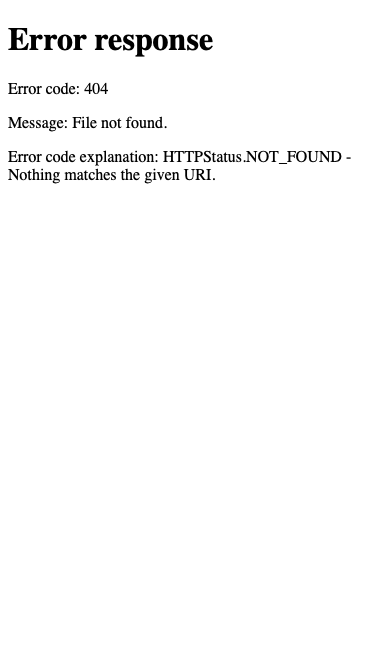 Error response
Error code: 404
Message: File not found.
Error code explanation: HTTPStatus.NOT_FOUND -
Nothing matches the given URI.